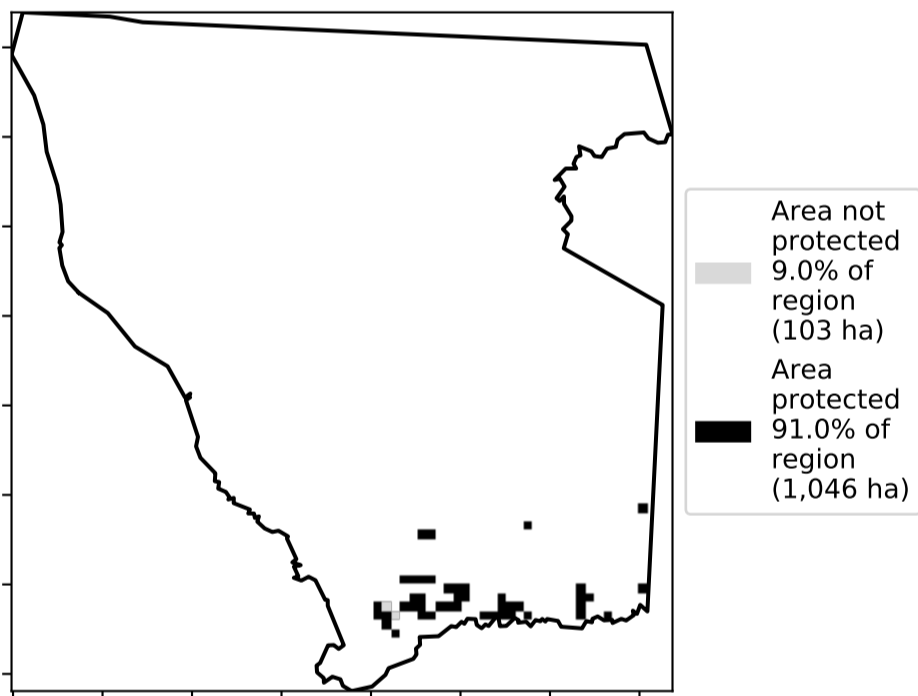 Area not
protected
9.0% of
region
(103 ha)
Area
protected
91.0% of
region
(1,046 ha)